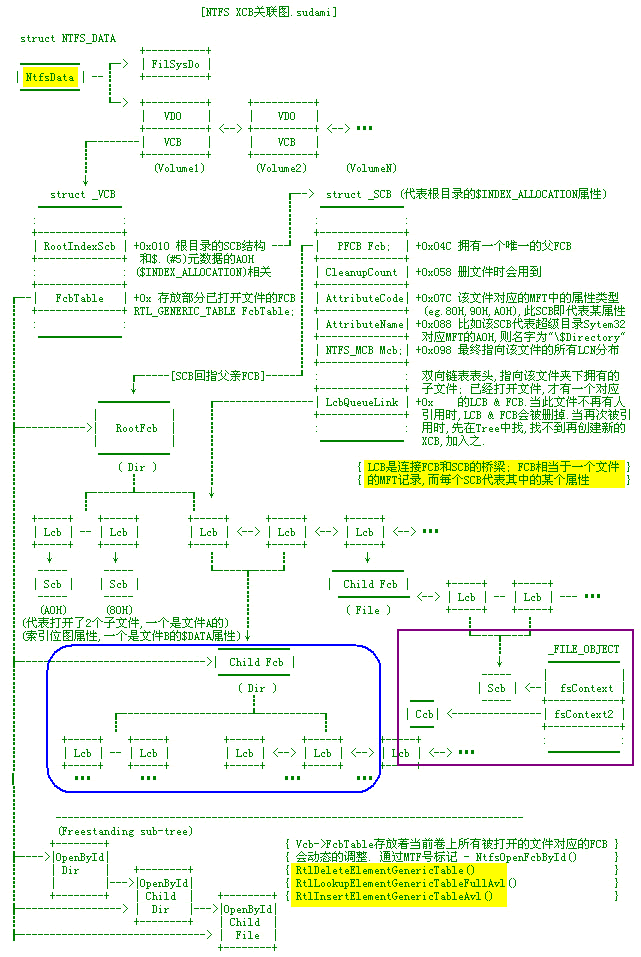 [NTFS XCB关联图.sudami]
struct NTFS_DATA
NtfsData
FilSysDo
VDO VDO
VCB VCB
(Volume1) (Volume2) (VolumeN)
struct _VCB
struct _SCB (代表根目录的$INDEX_ALLOCATION属性)
RootIndexScb +0x010 根目录的SCB结构
和$.(#5)元数据的A0H
($INDEX_ALLOCATION)相关
FcbTable +0x 存放部分已打开文件的FCB
RTL_GENERIC_TABLE FcbTable;
PFCB Fcb; +0x04C 拥有一个唯一的父FCB
CleanupCount +0x058 删文件时会用到
AttributeCode +0x07C 该文件对应的MFT中的属性类型
(eg.80H,90H,A0H),此SCB即代表某属性
AttributeName +0x088 比如该SCB代表超级目录Sytem32
对应MFT的A0H,则名字为"\$Directory"
NTFS_MCB Mcb; +0x098 最终指向该文件的所有LCN分布
双向链表表头,指向该文件夹下拥有的
子文件; 已经打开文件,才有一个对应
LcbQueueLink +0x 的LCB & FCB.当此文件不再有人
引用时,LCB & FCB会被删掉.当再次被引
用时,先在Tree中找,找不到再创建新的
XCB,加入之.
[SCB回指父亲FCB]
RootFcb
( Dir )
{ LCB是连接FCB和SCB的桥梁; FCB相当于一个文件 }
{ 的MFT记录,而每个SCB代表其中的某个属性 }
Lcb Lcb Lcb Lcb Lcb
Scb Scb Child Fcb
Lcb Lcb
(A0H) (80H) ( File )
(代表打开了2个子文件,一个是文件A的)
(索引位图属性,一个是文件B的$DATA属性)
_FILE_OBJECT
Child Fcb
( Dir )
Scb fsContext
Ccb fsContext2
Lcb Lcb Lcb Lcb Lcb
(Freestanding sub-tree)
OpenById
Dir
OpenById
Child
Dir
OpenById
Child
File
{ Vcb->FcbTable存放着当前卷上所有被打开的文件对应的FCB }
{ 会动态的调整. 通过MTF号标记 - NtfsOpenFcbById() }
{ RtlDeleteElementGenericTable() }
{ RtlLookupElementGenericTableFullAvl() }
{ RtlInsertElementGenericTableAvl() }